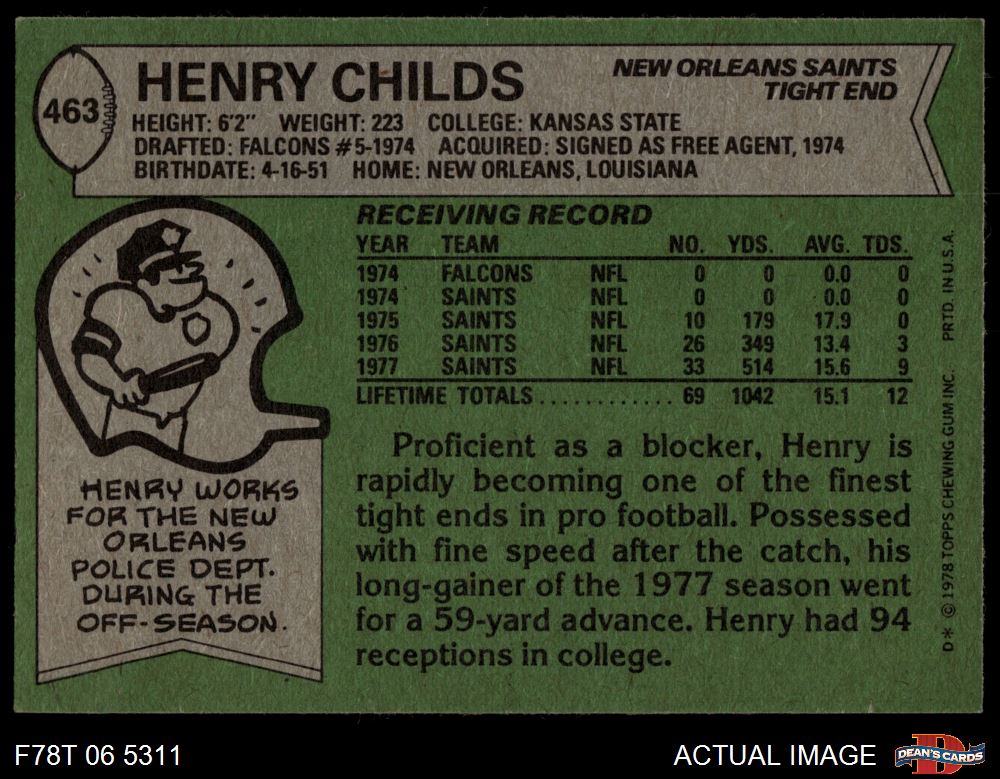 463
HENRY CHILDS
NEW ORLEANS SAINTS
TIGHT END
HEIGHT: 6'2" WEIGHT: 223 COLLEGE: KANSAS STATE
DRAFTED: FALCONS #5-1974 ACQUIRED: SIGNED AS FREE AGENT, 1974
BIRTHDATE: 4-16-51 HOME: NEW ORLEANS, LOUISIANA
RECEIVING RECORD
YEAR TEAM NO. YDS. AVG. TDS.
1974 FALCONS NFL 0 0 0.0 0
1974 SAINTS NFL 0 0 0.0 0
1975 SAINTS NFL 10 179 17.9 0
1976 SAINTS NFL 26 349 13.4 3
1977 SAINTS NFL 33 514 15.6 9
LIFETIME TOTALS............ 69 1042 15.1 12
Proficient as a blocker, Henry is
rapidly becoming one of the finest
tight ends in pro football. Possessed
with fine speed after the catch, his
long-gainer of the 1977 season went
for a 59-yard advance. Henry had 94
receptions in college.
HENRY WORKS
FOR THE NEW
ORLEANS
POLICE DEPT.
DURING THE
OFF-SEASON.
D* © 1978 TOPPS CHEWING GUM INC. PRTD. IN U.S.A.
F78T 06 5311
ACTUAL IMAGE
D
DEAN'S CARDS